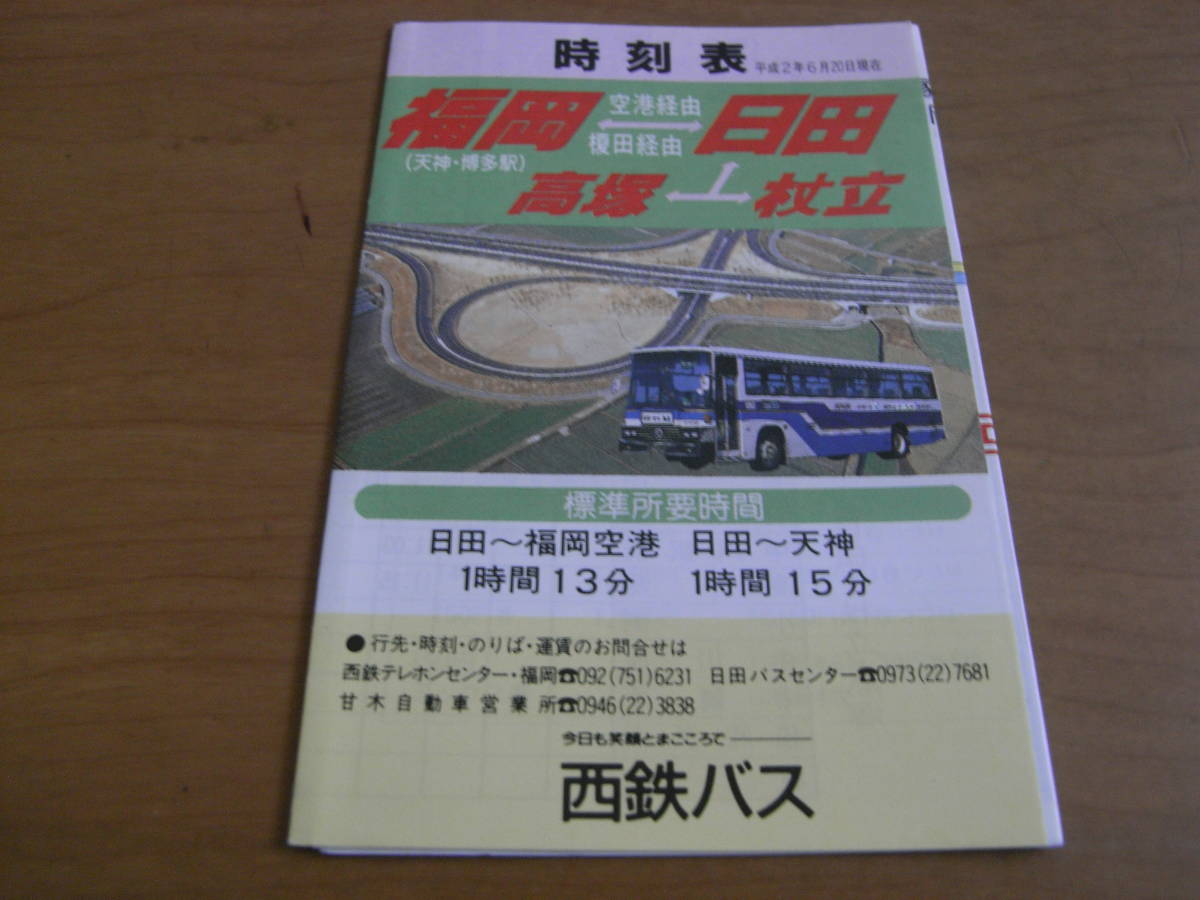 時刻表 平成2年6月20日現在
福岡 空港経由 日田
榎田経由
(天神・博多駅)
高塚 杖立
標準所要時間
日田〜福岡空港 日田〜天神
1時間13分 1時間15分
●行先・時刻・のりば・運賃のお問合せは
西鉄テレホンセンター・福岡☎092(751)6231 日田バスセンター☎0973(22)7681
甘木自動車営業所☎0946(22)3838
今日も笑顔とまごころで
西鉄バス